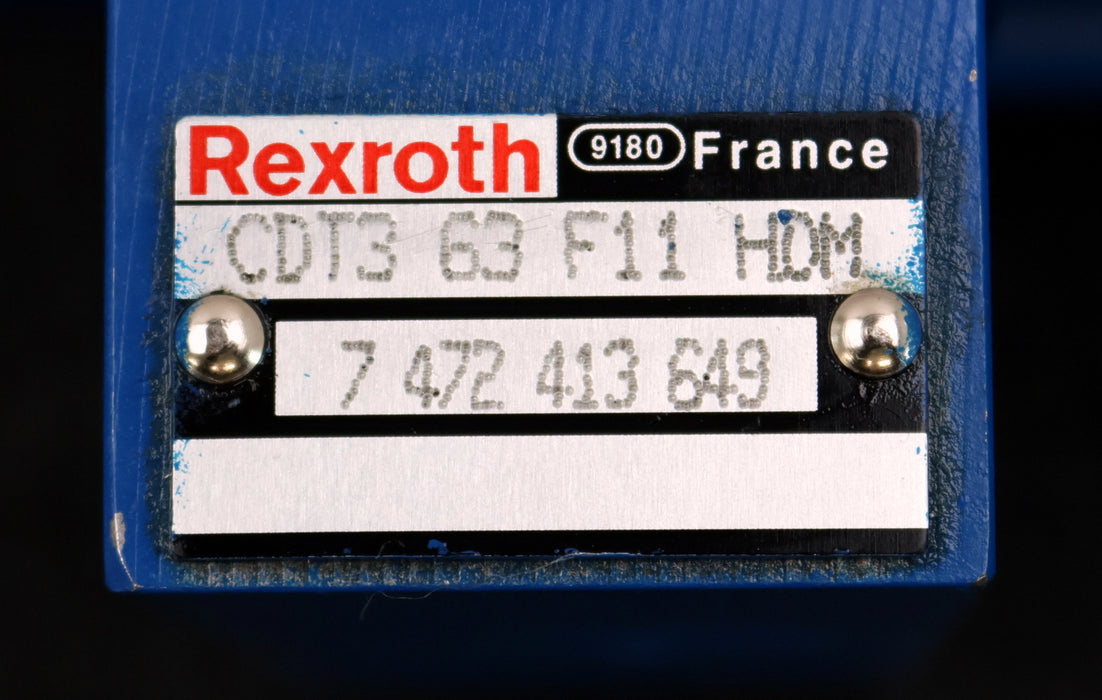 Rexroth 9180 France
CDT3 63 F11 HDM
7 472 413 649